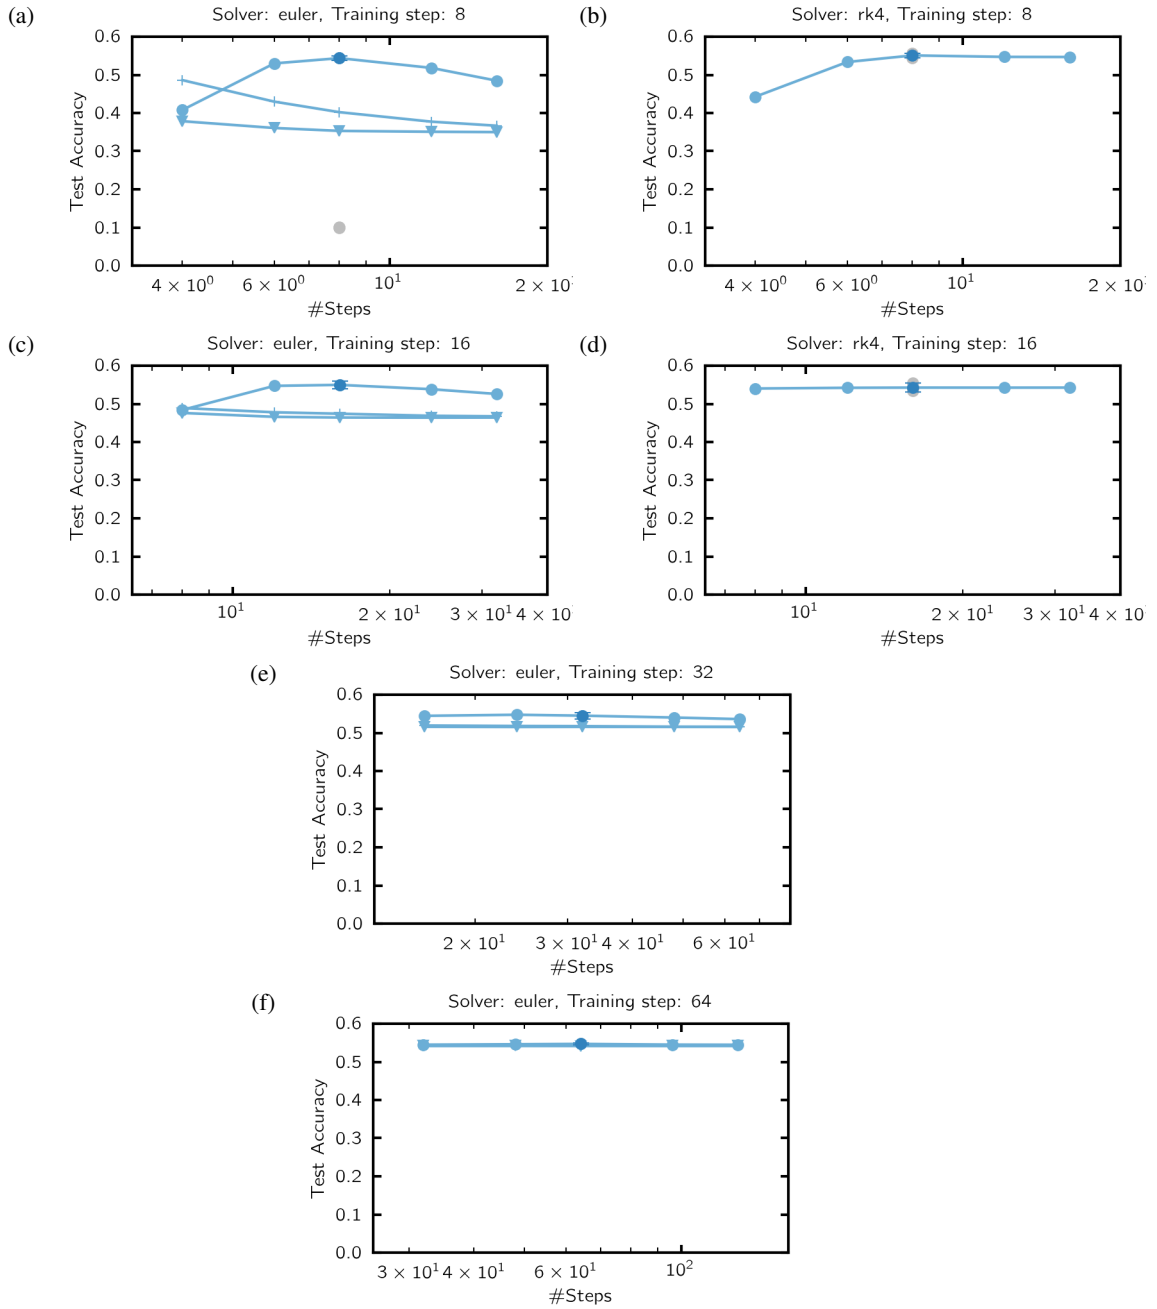 (a)
Solver: euler, Training step: 8
0.6
0.5
0.4
0.3
0.2
0.1
0.0
Test Accuracy
4 × 10⁰
6 × 10⁰
10¹
2 × 10
#Steps
(b)
Solver: rk4, Training step: 8
0.6
0.5
0.4
0.3
0.2
0.1
0.0
Test Accuracy
4 × 10⁰
6 × 10⁰
10¹
2 × 10
#Steps
(c)
Solver: euler, Training step: 16
0.6
0.5
0.4
0.3
0.2
0.1
0.0
Test Accuracy
10¹
2 × 10¹
3 × 10¹
4 × 10
#Steps
(d)
Solver: rk4, Training step: 16
0.6
0.5
0.4
0.3
0.2
0.1
0.0
Test Accuracy
10¹
2 × 10¹
3 × 10¹
4 × 10
#Steps
(e)
Solver: euler, Training step: 32
0.6
0.5
0.4
0.3
0.2
0.1
0.0
Test Accuracy
2 × 10¹
3 × 10¹
4 × 10¹
6 × 10¹
#Steps
(f)
Solver: euler, Training step: 64
0.6
0.5
0.4
0.3
0.2
0.1
0.0
Test Accuracy
3 × 10¹
4 × 10¹
6 × 10¹
10²
#Steps